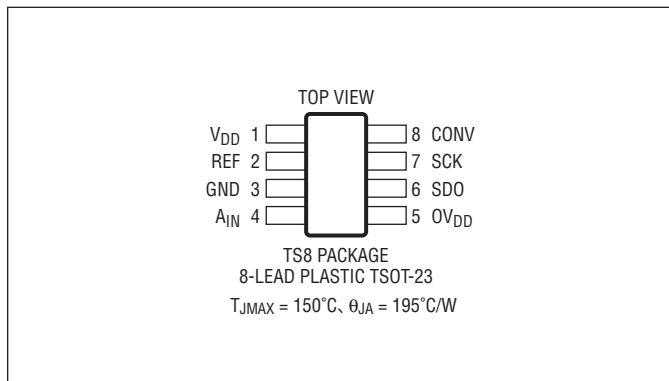 TOP VIEW
VDD 1
REF 2
GND 3
AIN 4
8 CONV
7 SCK
6 SDO
5 OVDD
TS8 PACKAGE
8-LEAD PLASTIC TSOT-23
TJMAX = 150°C、θJA = 195°C/W